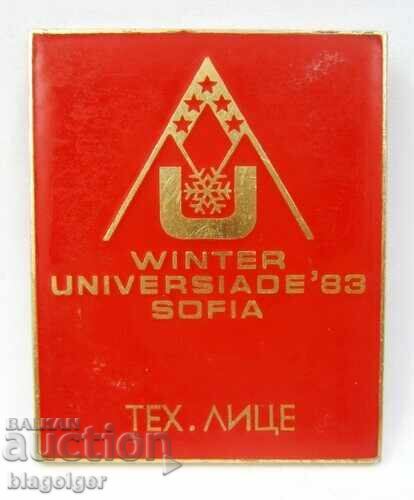 U
WINTER
UNIVERSIADE'83
SOFIA
ТЕХ. ЛИЦЕ
BALKAN
auction
blagolger